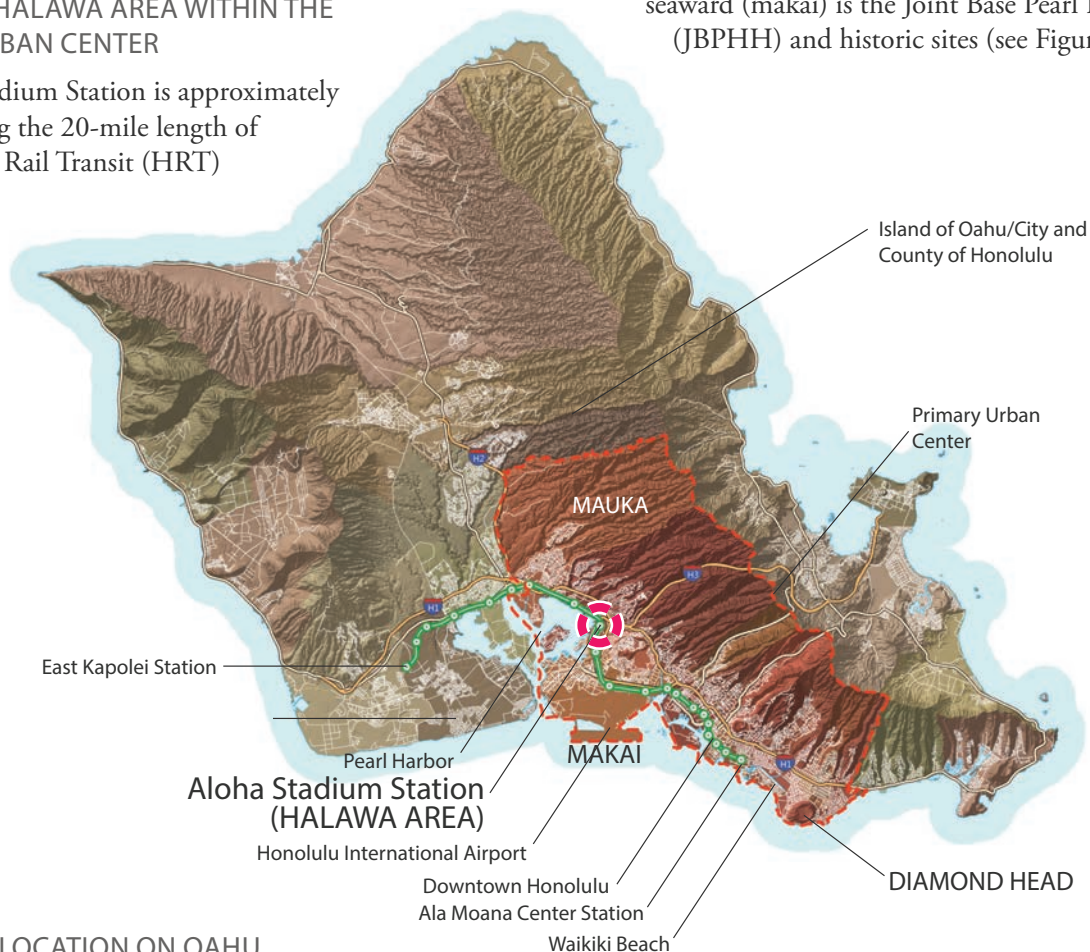 HALAWA AREA WITHIN THE
BAN CENTER
dium Station is approximately
g the 20-mile length of
Rail Transit (HRT)
seaward (makai) is the Joint Base Pearl
(JBPHH) and historic sites (see Figur
Island of Oahu/City and
County of Honolulu
Primary Urban
Center
H2
MAUKA
H3
H1
East Kapolei Station
Pearl Harbor
MAKAI
H1
Aloha Stadium Station
(HALAWA AREA)
Honolulu International Airport
Downtown Honolulu
Ala Moana Center Station
DIAMOND HEAD
Waikiki Beach
LOCATION ON OAHU